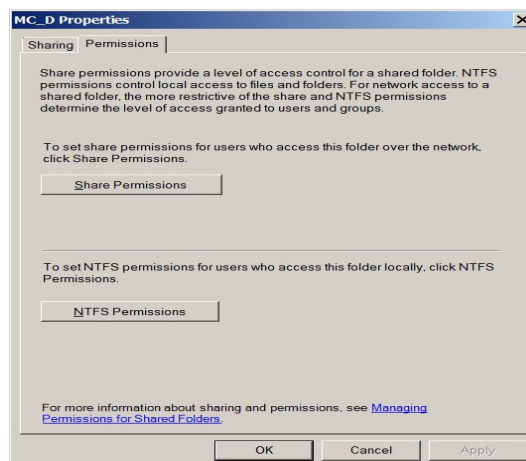 MC_D Properties
Sharing Permissions
Share permissions provide a level of access control for a shared folder. NTFS
permissions control local access to files and folders. For network access to a
shared folder, the more restrictive of the share and NTFS permissions
determine the level of access granted to users and groups.
To set share permissions for users who access this folder over the network,
click Share Permissions.
Share Permissions
To set NTFS permissions for users who access this folder locally, click NTFS
Permissions.
NTFS Permissions
For more information about sharing and permissions, see Managing
Permissions for Shared Folders.
OK Cancel Apply